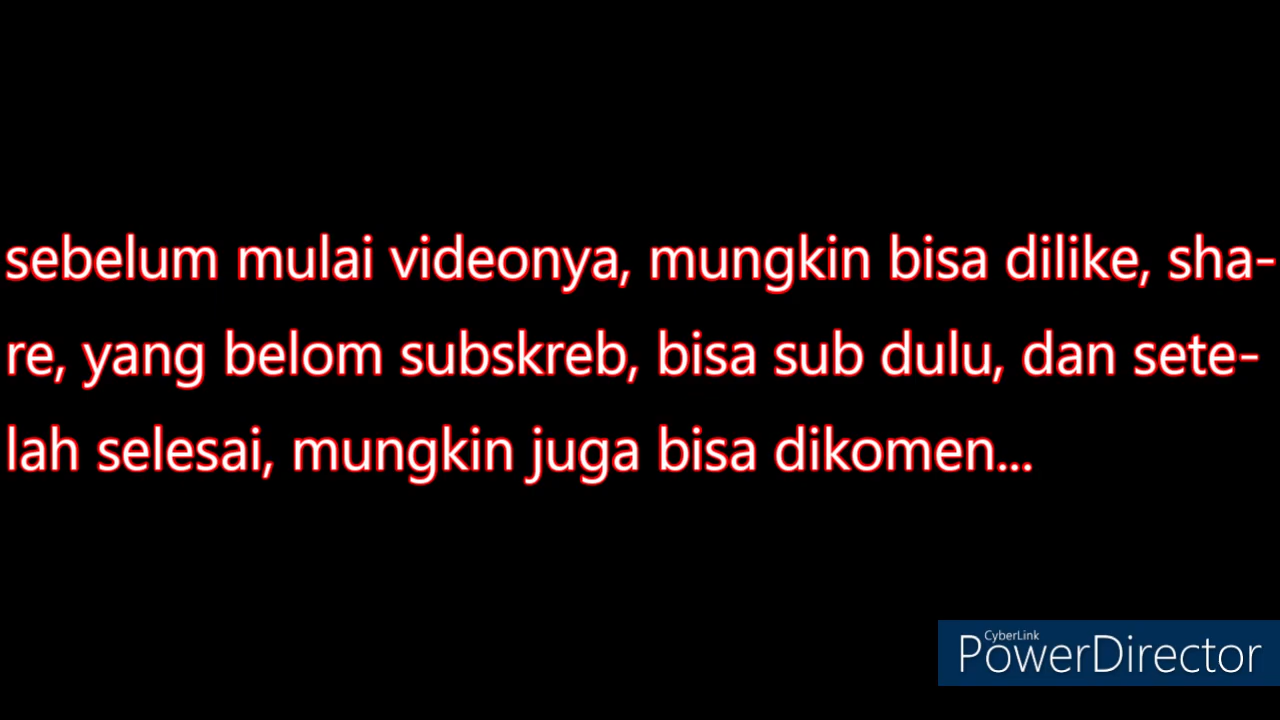 sebelum mulai videonya, mungkin bisa dilike, sha-
re, yang belom subskreb, bisa sub dulu, dan sete-
lah selesai, mungkin juga bisa dikomen...
CyberLink
PowerDirector